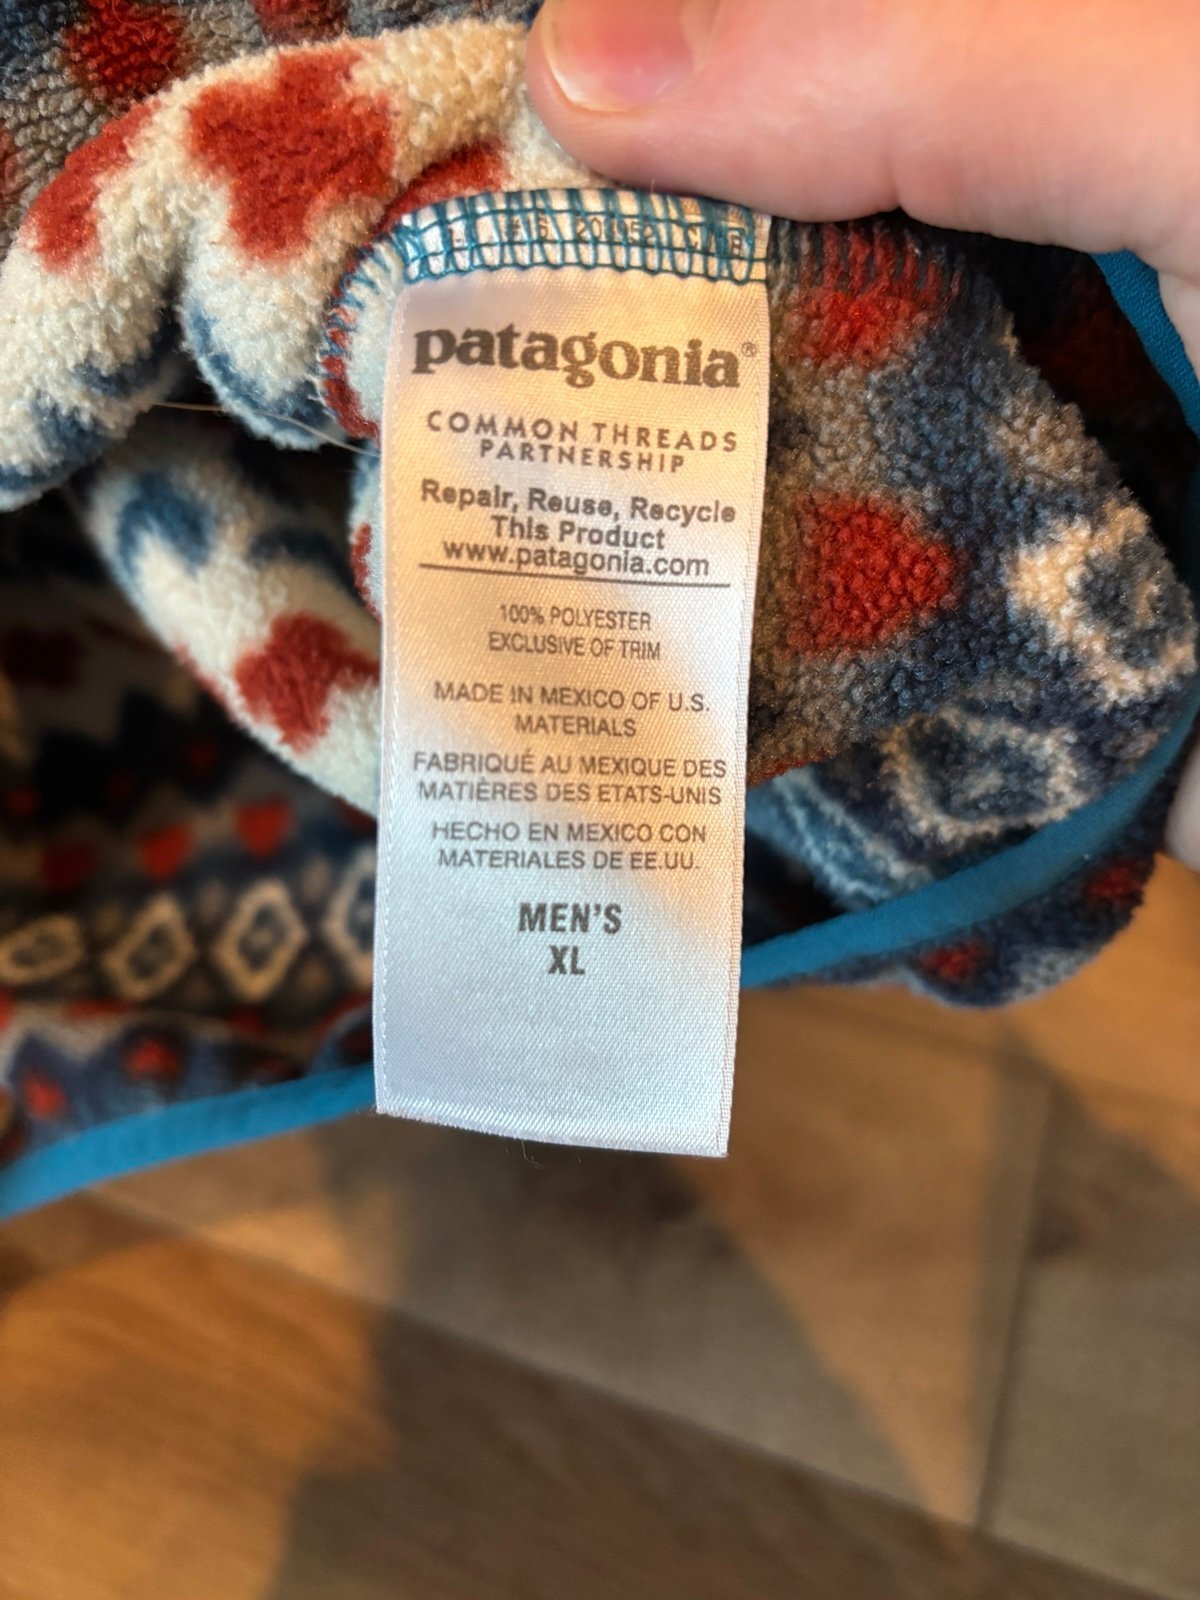 patagonia®
COMMON THREADS
PARTNERSHIP
Repair, Reuse, Recycle
This Product
www.patagonia.com
100% POLYESTER
EXCLUSIVE OF TRIM
MADE IN MEXICO OF U.S.
MATERIALS
FABRIQUÉ AU MEXIQUE DES
MATIÈRES DES ETATS-UNIS
HECHO EN MEXICO CON
MATERIALES DE EE.UU.
MEN'S
XL